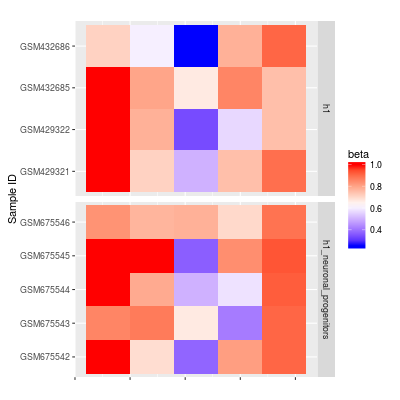 GSM432686
GSM432685
GSM429322
GSM429321
h1
GSM675546
GSM675545
GSM675544
GSM675543
GSM675542
h1_neuronal_progenitors
Sample ID
beta
1.0
0.8
0.6
0.4